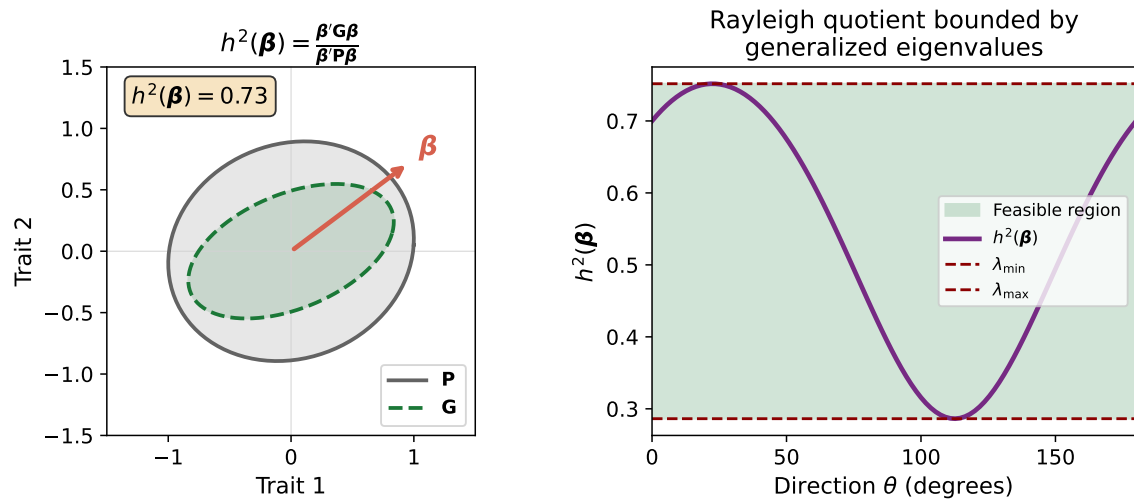 h²(β) = β′Gβ / β′Pβ
h²(β) = 0.73
β
1.5
1.0
0.5
0.0
−0.5
−1.0
−1.5
Trait 2
P
G
−1
0
1
Trait 1
Rayleigh quotient bounded by
generalized eigenvalues
0.7
0.6
0.5
0.4
0.3
h²(β)
Feasible region
h²(β)
λmin
λmax
0
50
100
150
Direction θ (degrees)